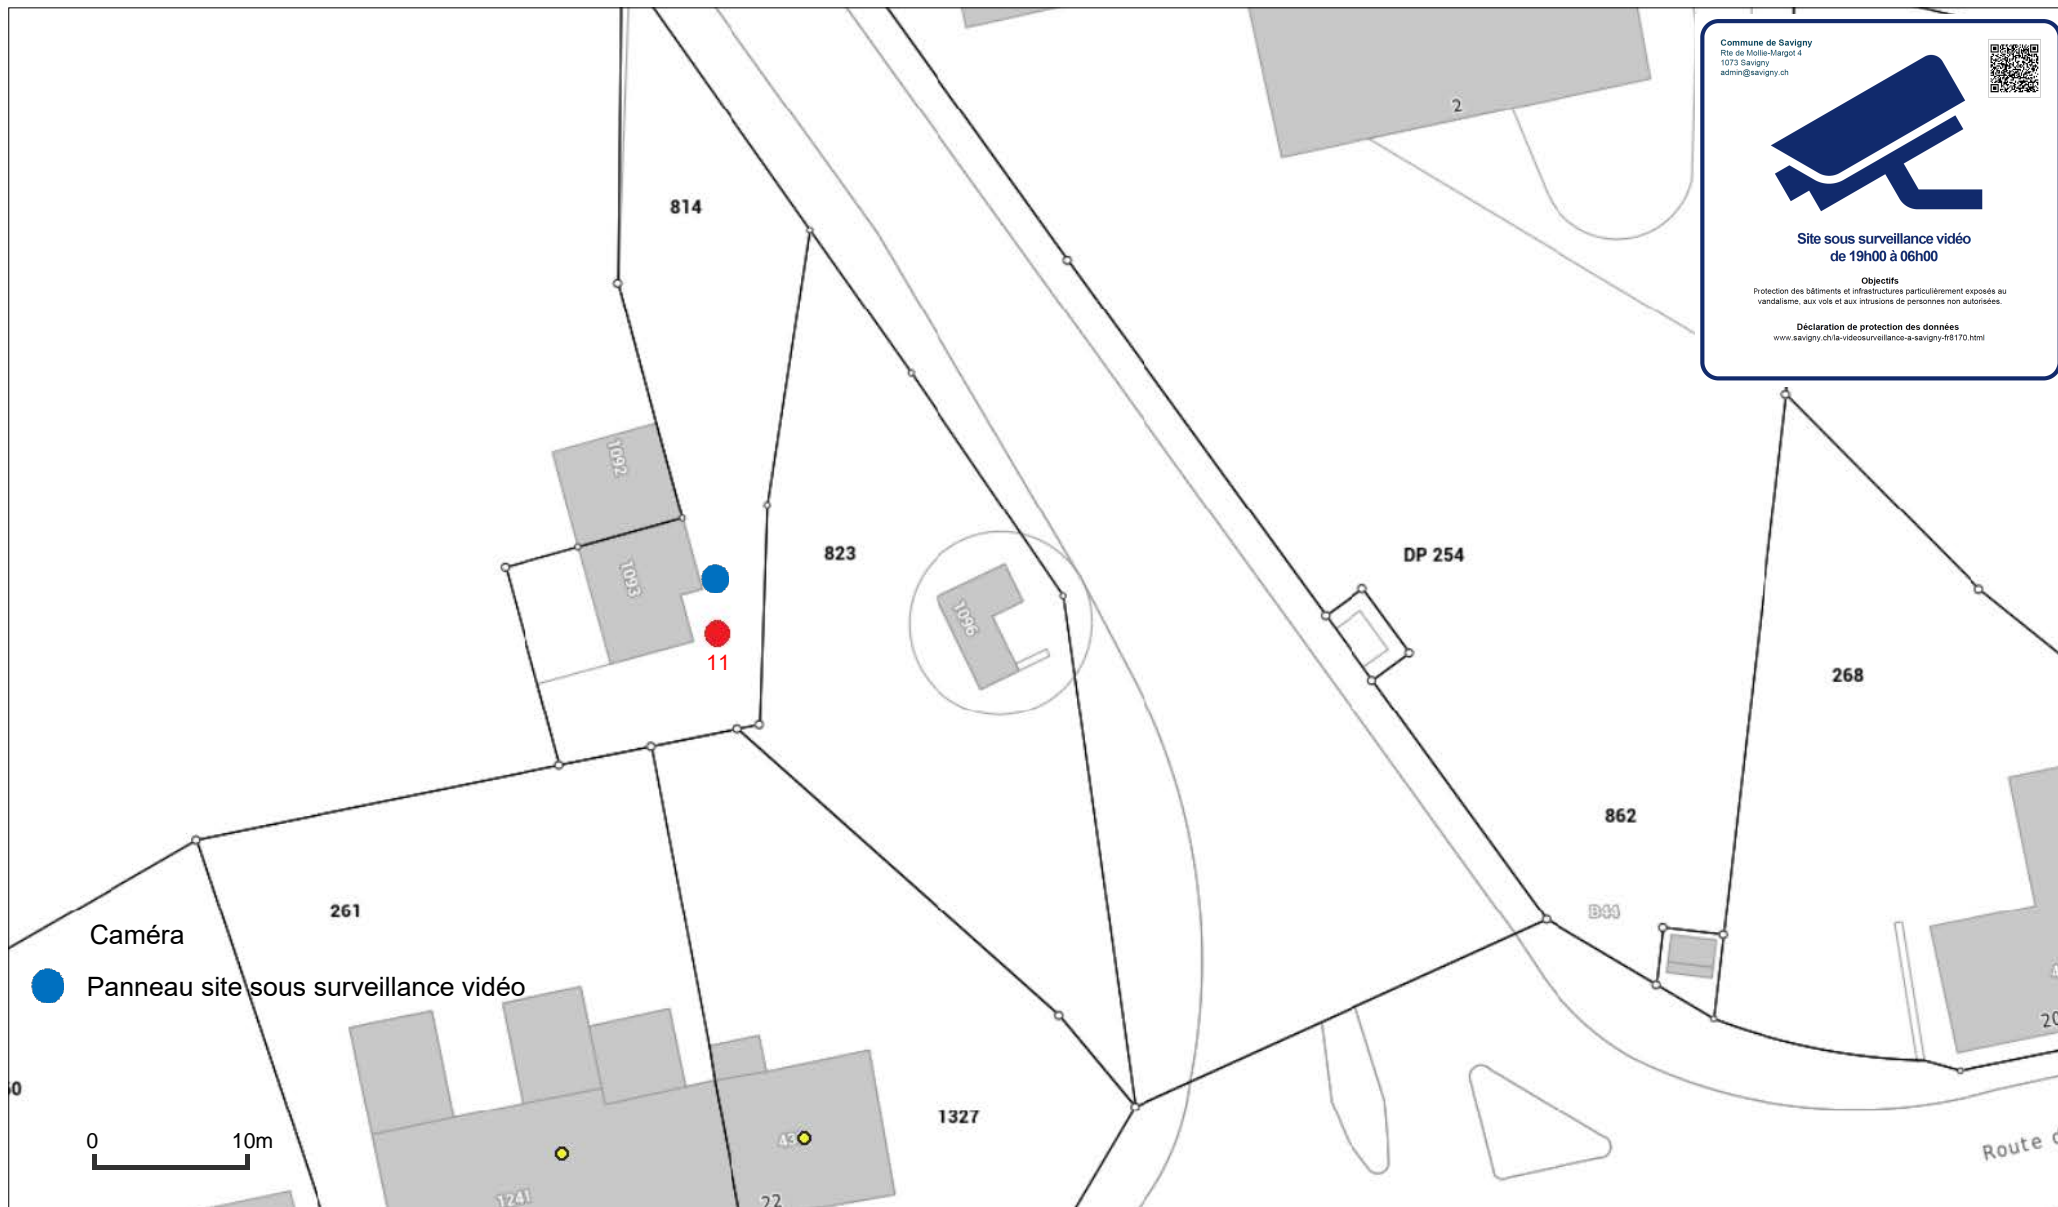 Commune de Savigny
Rte de Mollie-Margot 4
1073 Savigny
admin@savigny.ch
Site sous surveillance vidéo
de 19h00 à 06h00
Objectifs
Protection des bâtiments et infrastructures particulièrement exposés au
vandalisme, aux vols et aux intrusions de personnes non autorisées.
Déclaration de protection des données
www.savigny.ch/la-videosurveillance-a-savigny-fr8170.html
2
814
1092
823
DP 254
1093
1096
11
268
862
261
B44
Caméra
Panneau site sous surveillance vidéo
20
1327
43
0 10m
Route d
1241
22